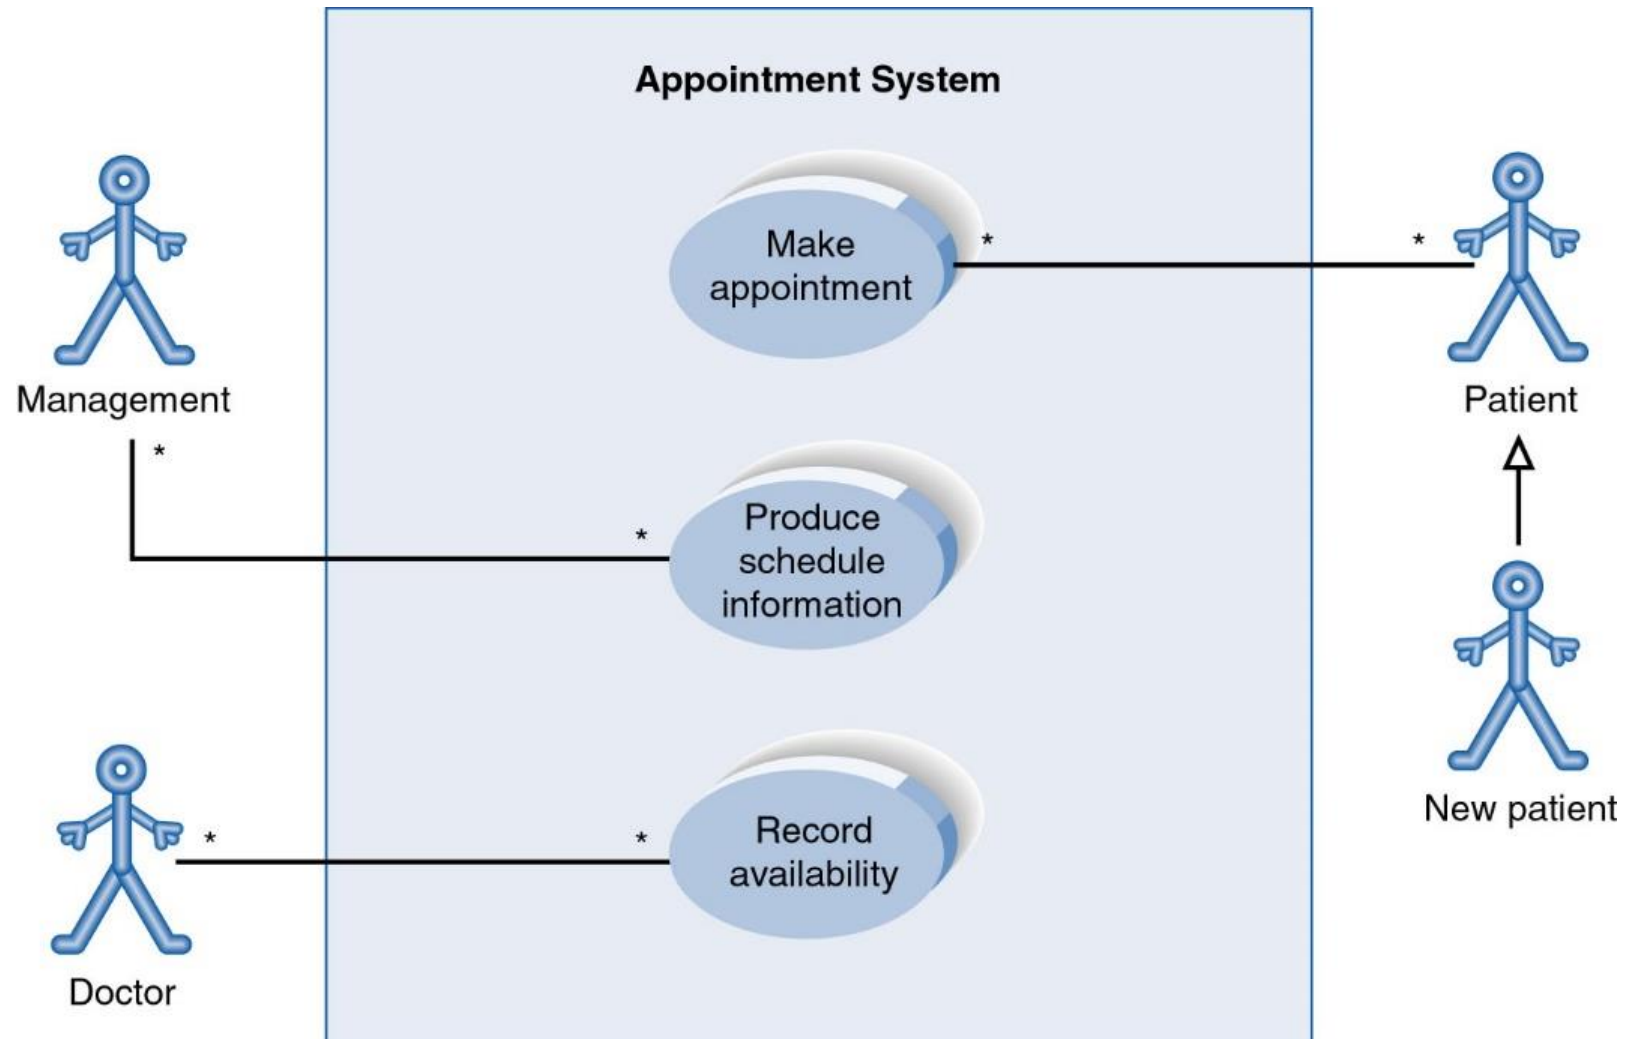 Appointment System
Management
*
Make
appointment
*
*
Patient
Produce
schedule
information
*
New patient
Doctor
*
*
Record
availability